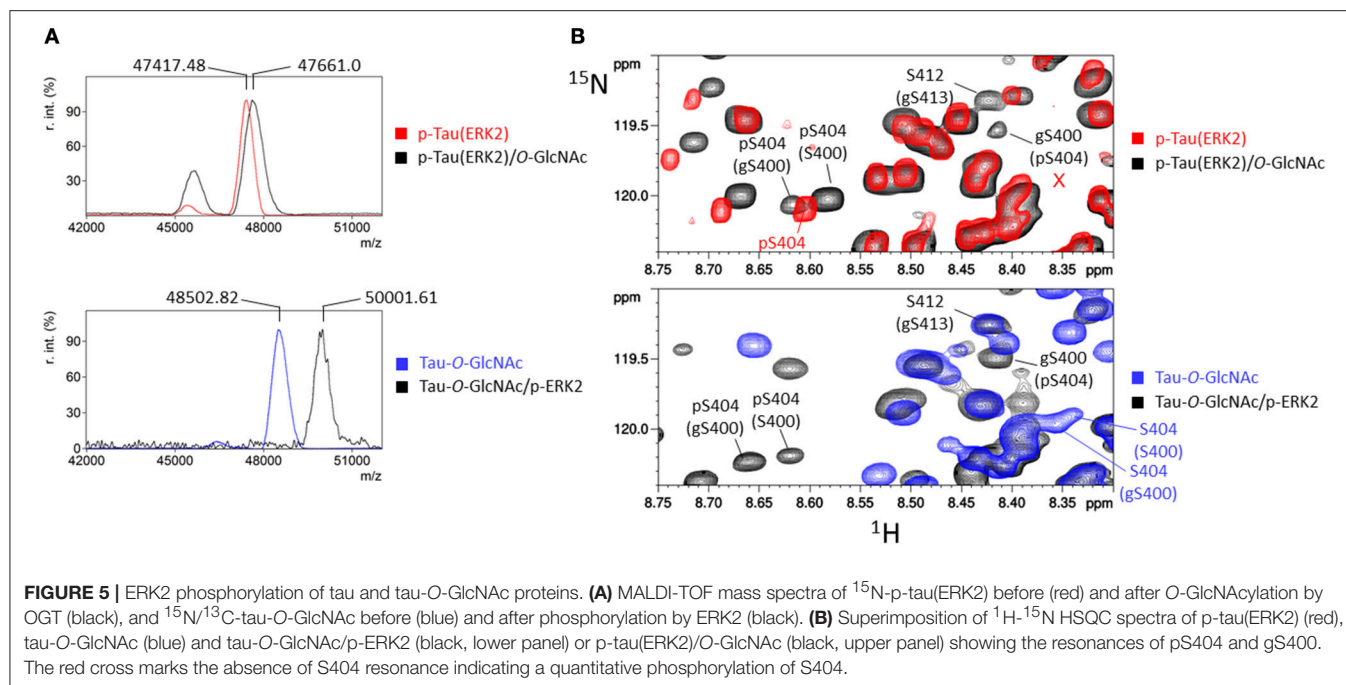 A
47417.48 47661.0
r. int. (%)
90
60
30
42000 45000 48000 51000
m/z
p-Tau(ERK2)
p-Tau(ERK2)/O-GlcNAc
48502.82 50001.61
r. int. (%)
90
60
30
0
42000 45000 48000 51000
m/z
Tau-O-GlcNAc
Tau-O-GlcNAc/p-ERK2
B
15N
ppm
119.5
120.0
S412
(gS413)
pS404
(gS400)
pS404
(S400)
gS400
(pS404)
X
pS404
8.75 8.70 8.65 8.60 8.55 8.50 8.45 8.40 8.35 ppm
p-Tau(ERK2)
p-Tau(ERK2)/O-GlcNAc
ppm
119.5
120.0
S412
(gS413)
gS400
(pS404)
pS404
(gS400)
pS404
(S400)
S404
(S400)
S404
(gS400)
8.75 8.70 8.65 8.60 8.55 8.50 8.45 8.40 8.35 ppm
1H
Tau-O-GlcNAc
Tau-O-GlcNAc/p-ERK2
FIGURE 5 | ERK2 phosphorylation of tau and tau-O-GlcNAc proteins. (A) MALDI-TOF mass spectra of 15N-p-tau(ERK2) before (red) and after O-GlcNAcylation by
OGT (black), and 15N/13C-tau-O-GlcNAc before (blue) and after phosphorylation by ERK2 (black). (B) Superimposition of 1H-15N HSQC spectra of p-tau(ERK2) (red),
tau-O-GlcNAc (blue) and tau-O-GlcNAc/p-ERK2 (black, lower panel) or p-tau(ERK2)/O-GlcNAc (black, upper panel) showing the resonances of pS404 and gS400.
The red cross marks the absence of S404 resonance indicating a quantitative phosphorylation of S404.